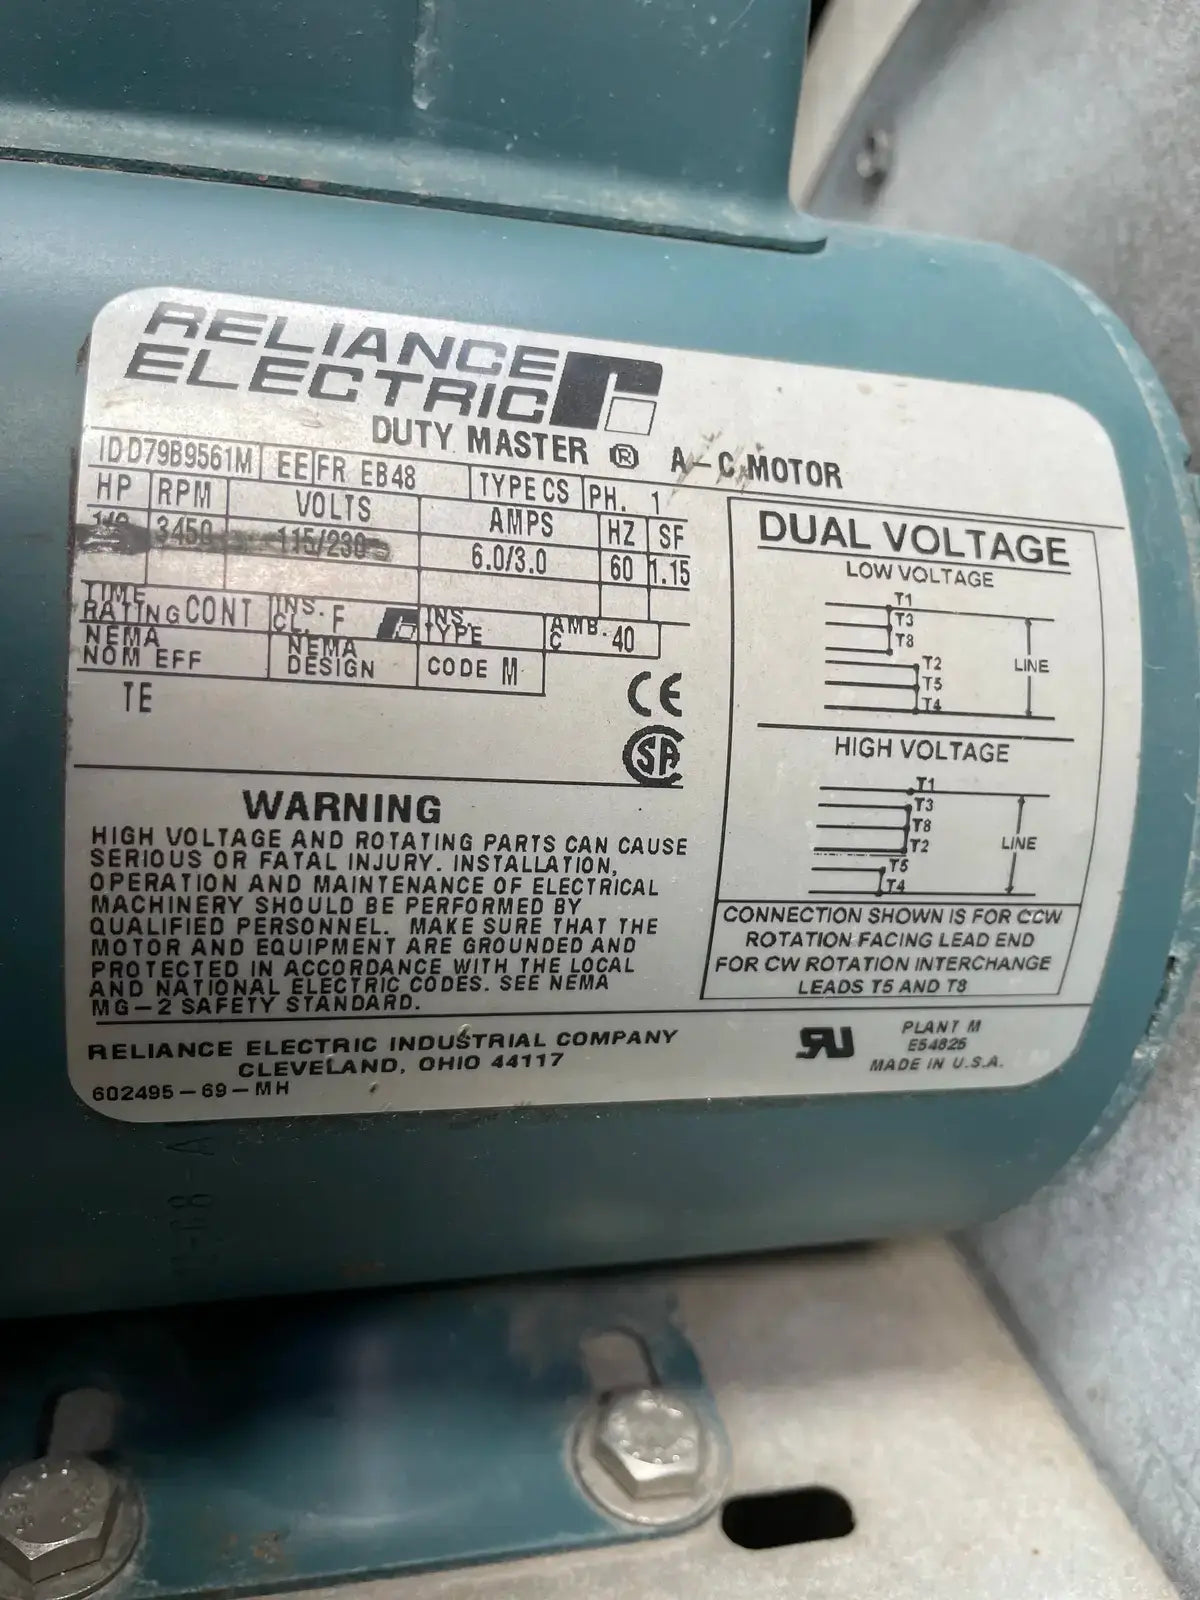 RELIANCE
ELECTRIC
DUTY MASTER ® A-C MOTOR
ID D79B9561M EE FR EB48 TYPE CS PH. 1
HP RPM VOLTS AMPS HZ SF
3450 115/230 6.0/3.0 60 1.15
TIME RATING CONT INS. CL. F INS. TYPE AMB. C 40
NEMA NOM EFF NEMA DESIGN CODE M
TE
CE
SA
DUAL VOLTAGE
LOW VOLTAGE
T1
T3
T8
T2
T5
T4
LINE
HIGH VOLTAGE
T1
T3
T8
T2
T5
T4
LINE
CONNECTION SHOWN IS FOR CCW
ROTATION FACING LEAD END
FOR CW ROTATION INTERCHANGE
LEADS T5 AND T8
WARNING
HIGH VOLTAGE AND ROTATING PARTS CAN CAUSE
SERIOUS OR FATAL INJURY. INSTALLATION,
OPERATION AND MAINTENANCE OF ELECTRICAL
MACHINERY SHOULD BE PERFORMED BY
QUALIFIED PERSONNEL. MAKE SURE THAT THE
MOTOR AND EQUIPMENT ARE GROUNDED AND
PROTECTED IN ACCORDANCE WITH THE LOCAL
AND NATIONAL ELECTRIC CODES. SEE NEMA
MG-2 SAFETY STANDARD.
RELIANCE ELECTRIC INDUSTRIAL COMPANY
CLEVELAND, OHIO 44117
602495-69-MH
PLANT M
E54825
MADE IN U.S.A.